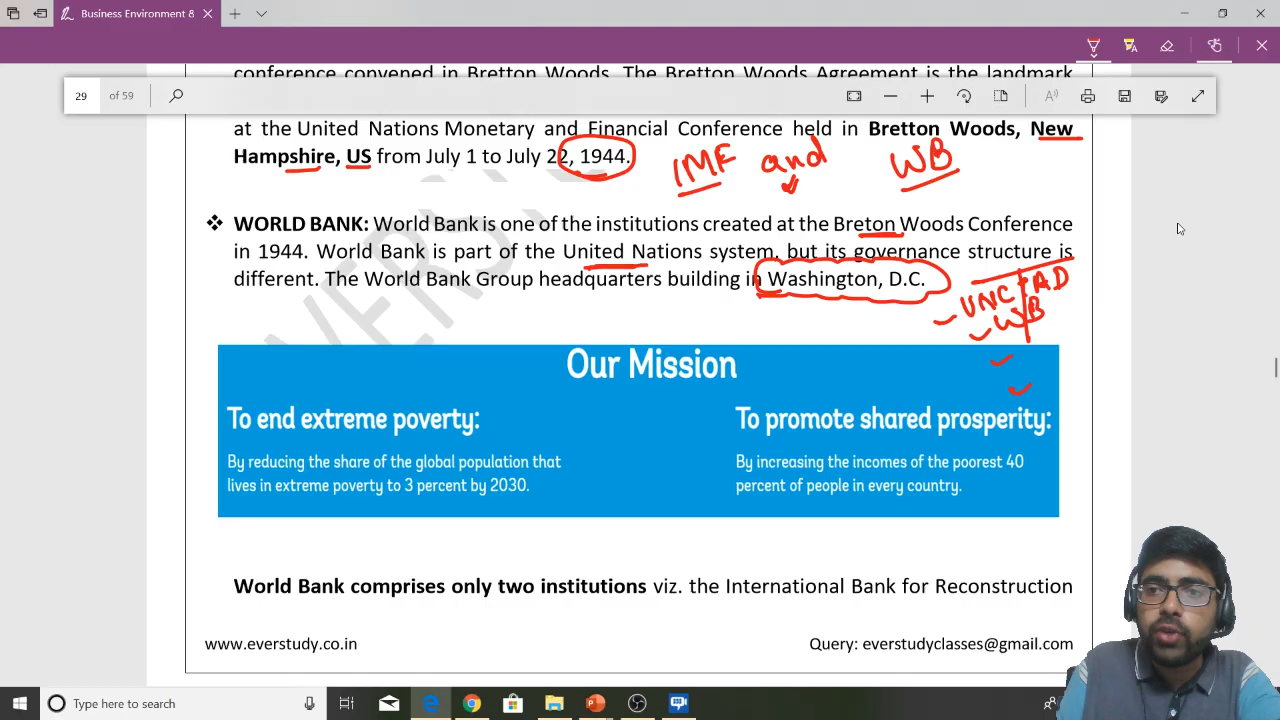 Business Environment 8
29 of 59
conference convened in Bretton Woods. The Bretton Woods Agreement is the landmark
at the United Nations Monetary and Financial Conference held in Bretton Woods, New
Hampshire, US from July 1 to July 22, 1944.
IMF and WB
❖ WORLD BANK: World Bank is one of the institutions created at the Breton Woods Conference
in 1944. World Bank is part of the United Nations system, but its governance structure is
different. The World Bank Group headquarters building in Washington, D.C.
UNCTAD
WB
Our Mission
To end extreme poverty:
By reducing the share of the global population that
lives in extreme poverty to 3 percent by 2030.
To promote shared prosperity:
By increasing the incomes of the poorest 40
percent of people in every country.
World Bank comprises only two institutions viz. the International Bank for Reconstruction
www.everstudy.co.in
Query: everstudyclasses@gmail.com
Type here to search